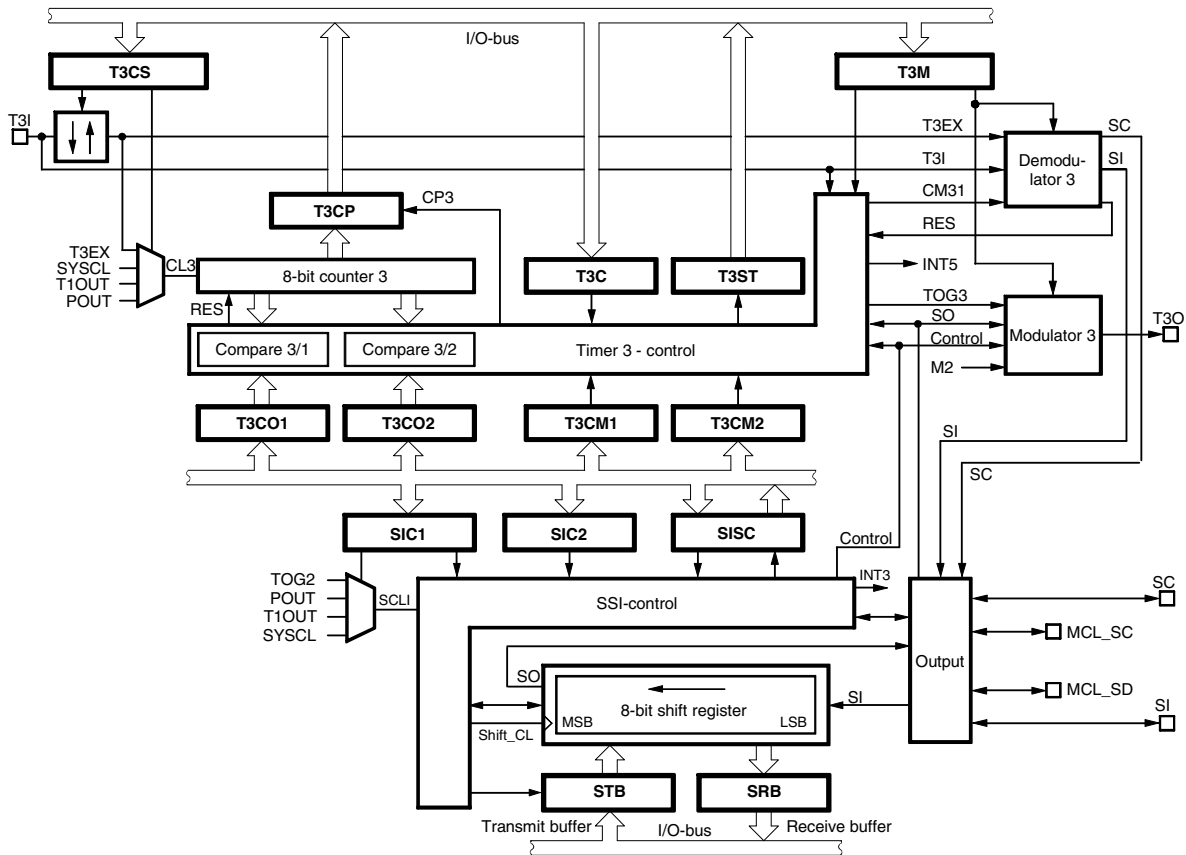 I/O-bus
T3CS
T3M
T3I
T3EX
SC
T3I
SI
Demodu-
lator 3
CM31
CP3
T3CP
RES
T3EX
SYSCL
T1OUT
POUT
CL3
8-bit counter 3
T3C
T3ST
INT5
RES
TOG3
SO
Control
M2
Modulator 3
T3O
Compare 3/1
Compare 3/2
Timer 3 - control
T3CO1
T3CO2
T3CM1
T3CM2
SI
SC
SIC1
SIC2
SISC
Control
INT3
TOG2
POUT
T1OUT
SYSCL
SCLI
SSI-control
SC
MCL_SC
Output
MCL_SD
SI
SO
8-bit shift register
MSB
LSB
SI
Shift_CL
STB
SRB
Transmit buffer
I/O-bus
Receive buffer